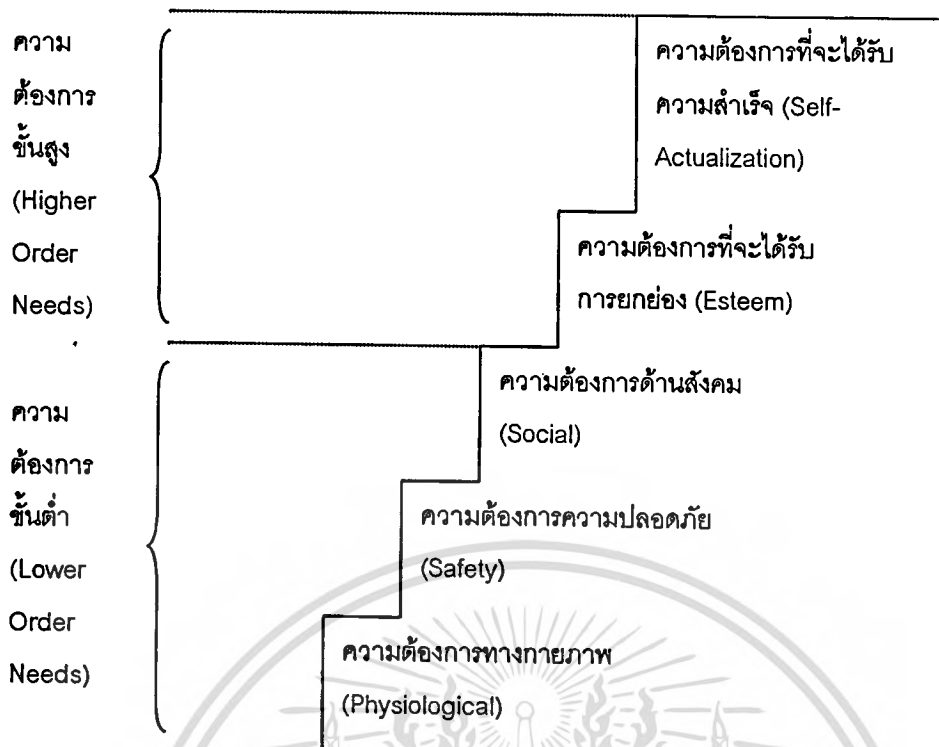 ความ
ต้องการ
ขั้นสูง
(Higher
Order
Needs)
ความต้องการที่จะได้รับ
ความสำเร็จ (Self-
Actualization)
ความต้องการที่จะได้รับ
การยกย่อง (Esteem)
ความ
ต้องการ
ขั้นต่ำ
(Lower
Order
Needs)
ความต้องการด้านสังคม
(Social)
ความต้องการความปลอดภัย
(Safety)
ความต้องการทางกายภาพ
(Physiological)